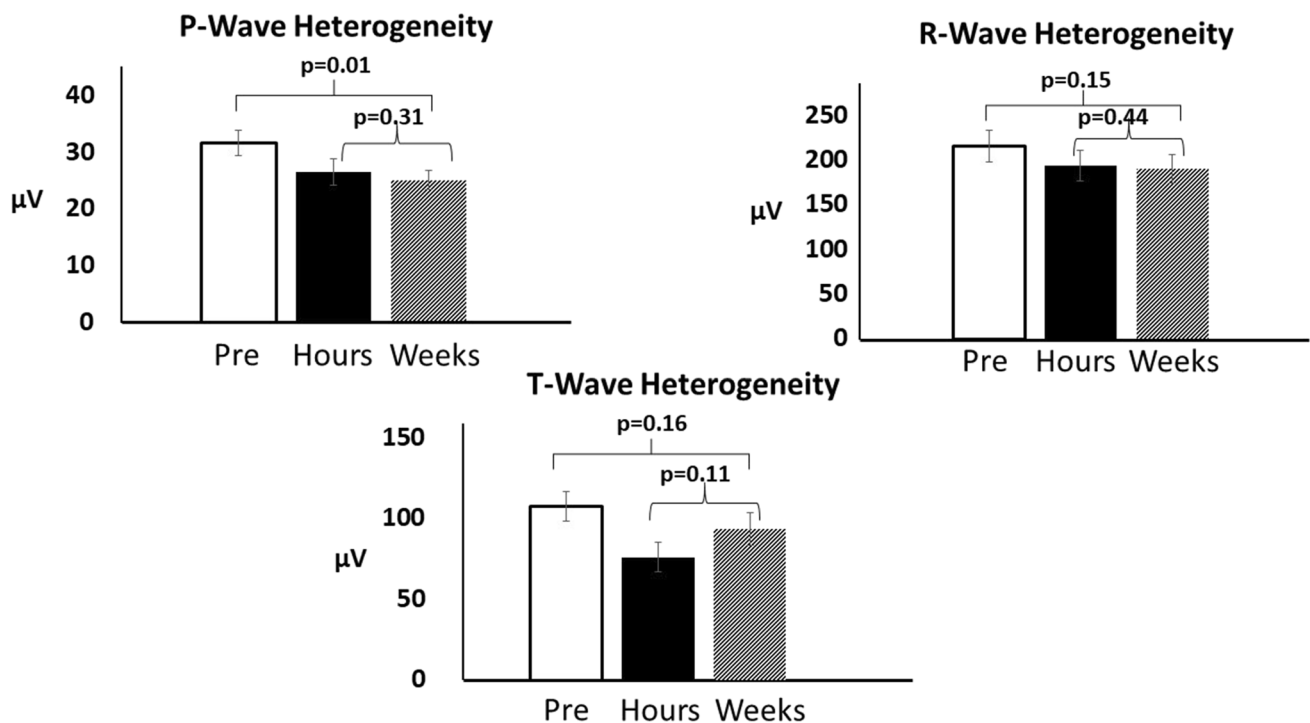 P-Wave Heterogeneity
p=0.01
p=0.31
40
30
20
10
0
μV
Pre Hours Weeks
R-Wave Heterogeneity
p=0.15
p=0.44
250
200
150
100
50
0
μV
Pre Hours Weeks
T-Wave Heterogeneity
p=0.16
p=0.11
150
100
50
0
μV
Pre Hours Weeks